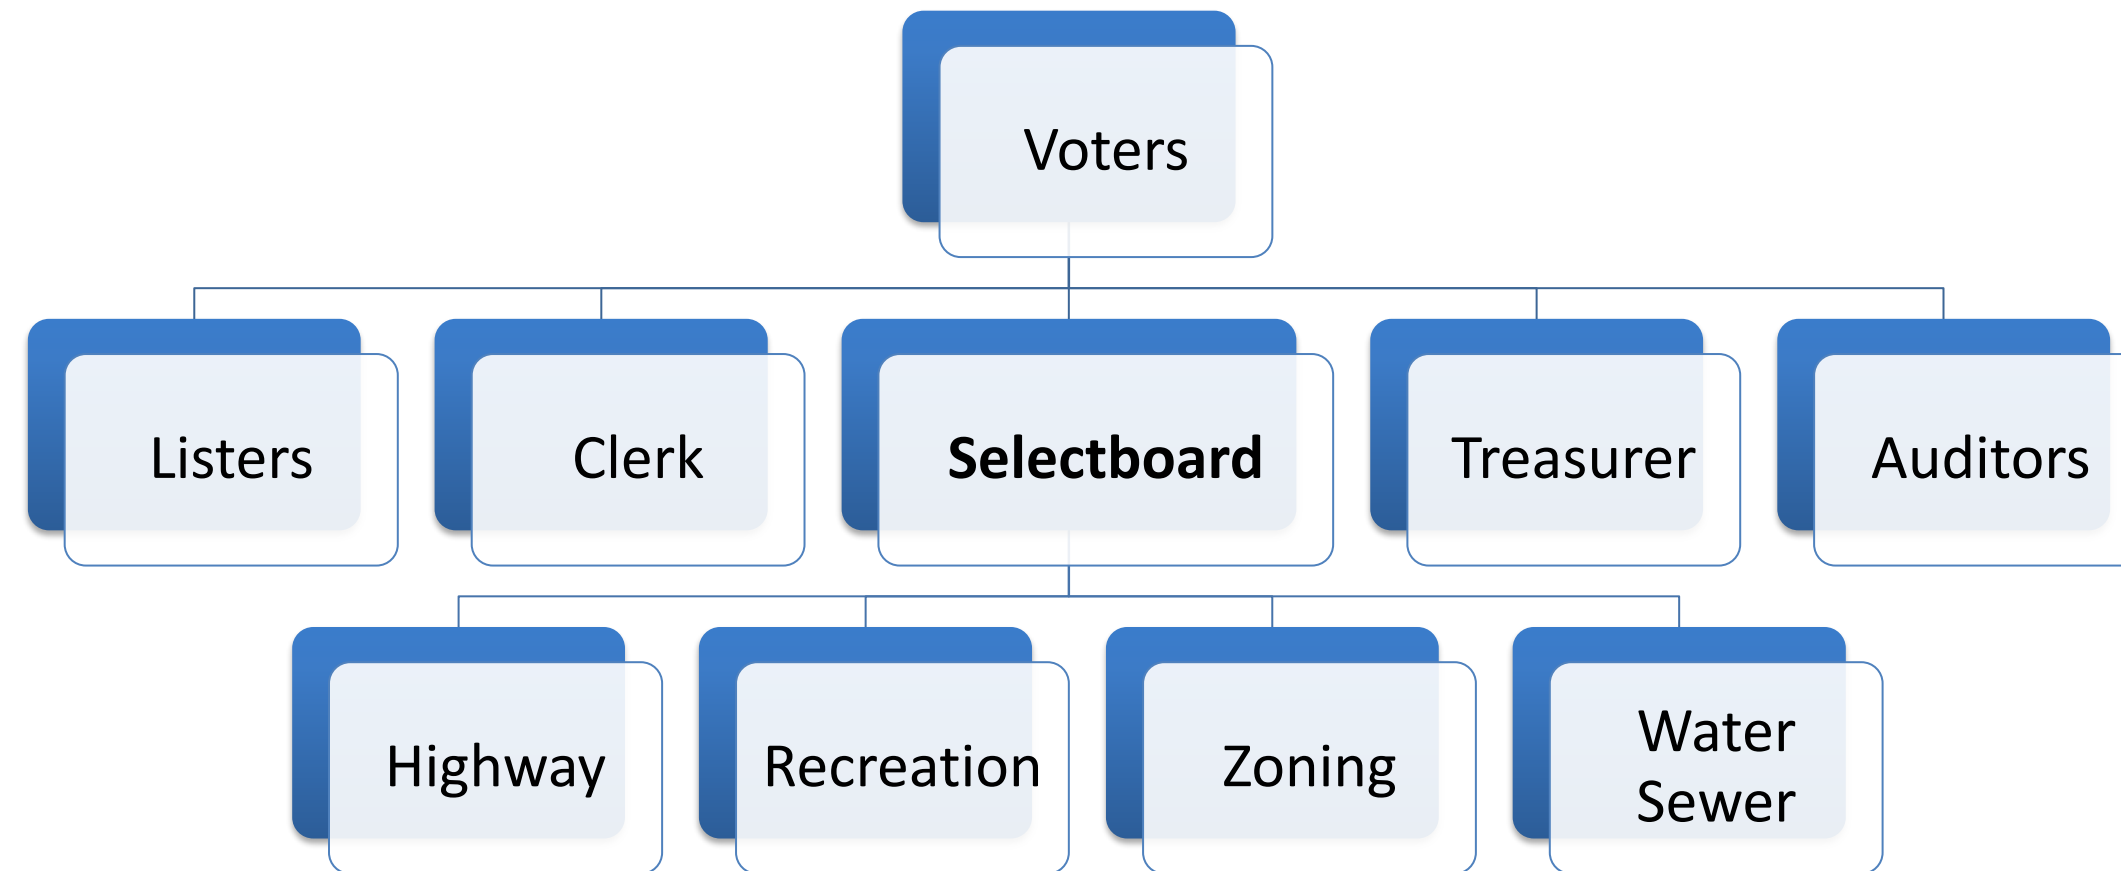 Voters
Listers
Clerk
Selectboard
Treasurer
Auditors
Highway
Recreation
Zoning
Water
Sewer